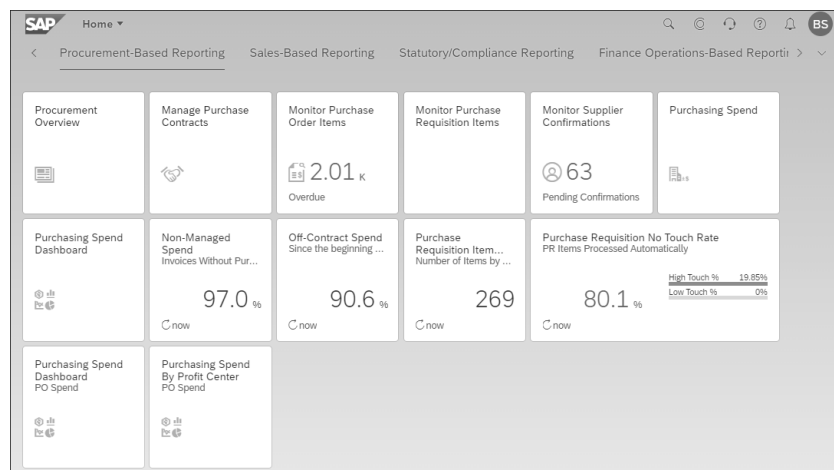 SAP Home BS
Procurement-Based Reporting Sales-Based Reporting Statutory/Compliance Reporting Finance Operations-Based Reportin
Procurement
Overview
Manage Purchase
Contracts
Monitor Purchase
Order Items
2.01 K
Overdue
Monitor Purchase
Requisition Items
Monitor Supplier
Confirmations
63
Pending Confirmations
Purchasing Spend
Purchasing Spend
Dashboard
Non-Managed
Spend
Invoices Without Pur...
97.0 %
now
Off-Contract Spend
Since the beginning ...
90.6 %
now
Purchase
Requisition Item...
Number of Items by ...
269
now
Purchase Requisition No Touch Rate
PR Items Processed Automatically
80.1 %
High Touch % 19.85%
Low Touch % 0%
now
Purchasing Spend
Dashboard
PO Spend
Purchasing Spend
By Profit Center
PO Spend